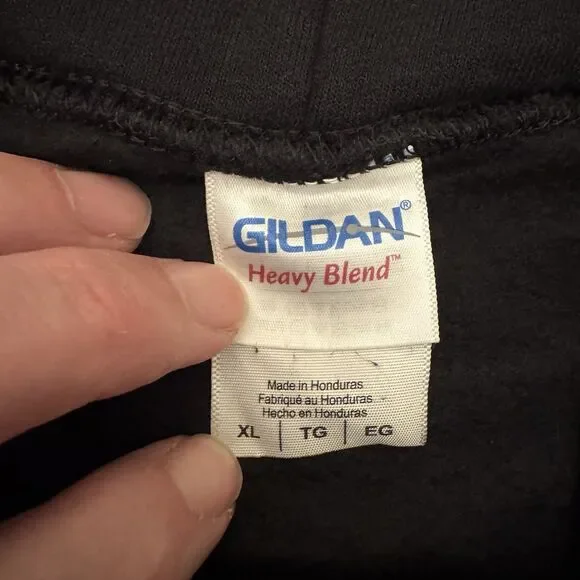 GILDAN®
Heavy Blend™
Made in Honduras
Fabriqué au Honduras
Hecho en Honduras
XL | TG | EG